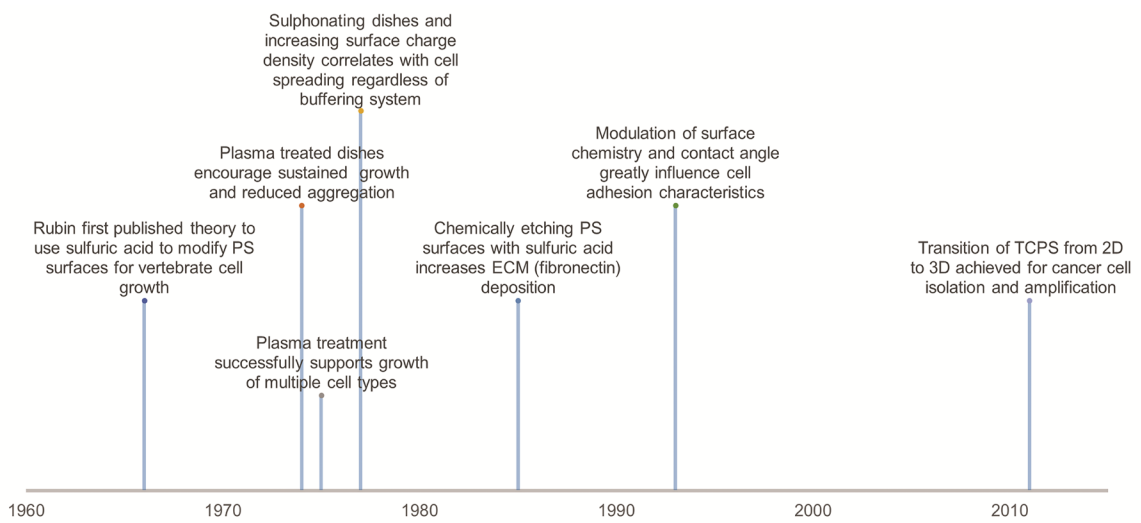 Sulphonating dishes and
increasing surface charge
density correlates with cell
spreading regardless of
buffering system
Modulation of surface
chemistry and contact angle
greatly influence cell
adhesion characteristics
Plasma treated dishes
encourage sustained growth
and reduced aggregation
Rubin first published theory to
use sulfuric acid to modify PS
surfaces for vertebrate cell
growth
Chemically etching PS
surfaces with sulfuric acid
increases ECM (fibronectin)
deposition
Transition of TCPS from 2D
to 3D achieved for cancer cell
isolation and amplification
Plasma treatment
successfully supports growth
of multiple cell types
1960 1970 1980 1990 2000 2010